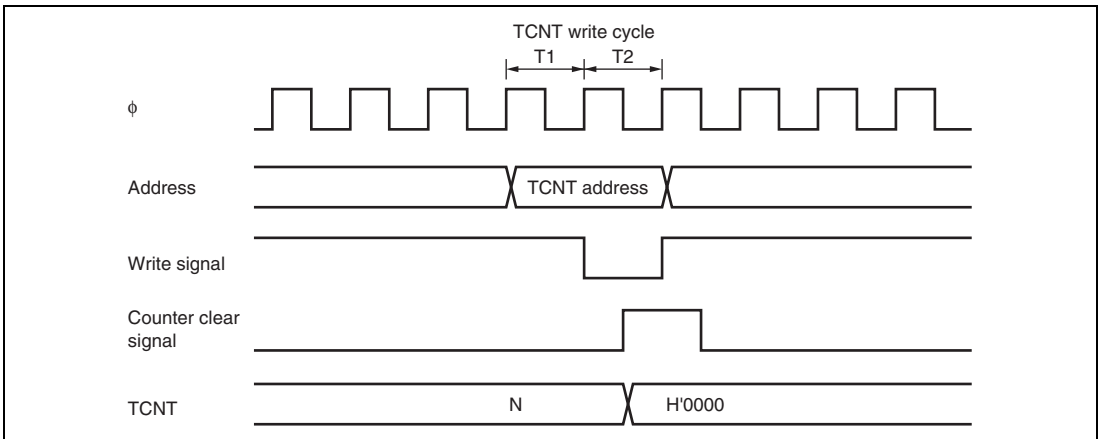 TCNT write cycle
T1 T2
φ
Address TCNT address
Write signal
Counter clear
signal
TCNT N H'0000